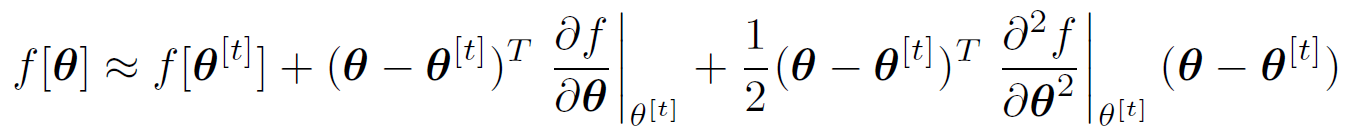 f[𝜽] ≈ f[𝜽^{[t]}] + (𝜽 − 𝜽^{[t]})^T ∂f/∂𝜽 |_{θ^{[t]}} + 1/2 (𝜽 − 𝜽^{[t]})^T ∂²f/∂𝜽² |_{θ^{[t]}} (𝜽 − 𝜽^{[t]})